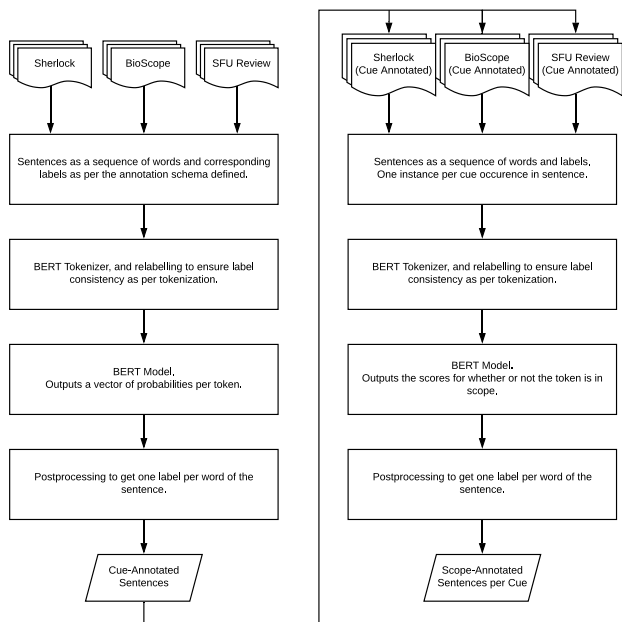 Sherlock
BioScope
SFU Review
Sentences as a sequence of words and corresponding
labels as per the annotation schema defined.
BERT Tokenizer, and relabelling to ensure label
consistency as per tokenization.
BERT Model.
Outputs a vector of probabilities per token.
Postprocessing to get one label per word of the
sentence.
Cue-Annotated
Sentences
Sherlock
(Cue Annotated)
BioScope
(Cue Annotated)
SFU Review
(Cue Annotated)
Sentences as a sequence of words and labels.
One instance per cue occurence in sentence.
BERT Tokenizer, and relabelling to ensure label
consistency as per tokenization.
BERT Model.
Outputs the scores for whether or not the token is in
scope.
Postprocessing to get one label per word of the
sentence.
Scope-Annotated
Sentences per Cue